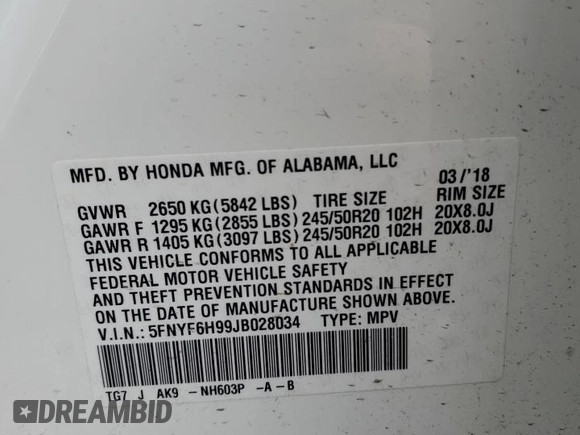 MFD. BY HONDA MFG. OF ALABAMA, LLC 03/'18
GVWR 2650 KG (5842 LBS) TIRE SIZE RIM SIZE
GAWR F 1295 KG (2855 LBS) 245/50R20 102H 20X8.0J
GAWR R 1405 KG (3097 LBS) 245/50R20 102H 20X8.0J
THIS VEHICLE CONFORMS TO ALL APPLICABLE
FEDERAL MOTOR VEHICLE SAFETY
AND THEFT PREVENTION STANDARDS IN EFFECT
ON THE DATE OF MANUFACTURE SHOWN ABOVE.
V.I.N.: 5FNYF6H99JB028034 TYPE: MPV
TG7 J AK9 -NH603P -A-B
DREAMBID